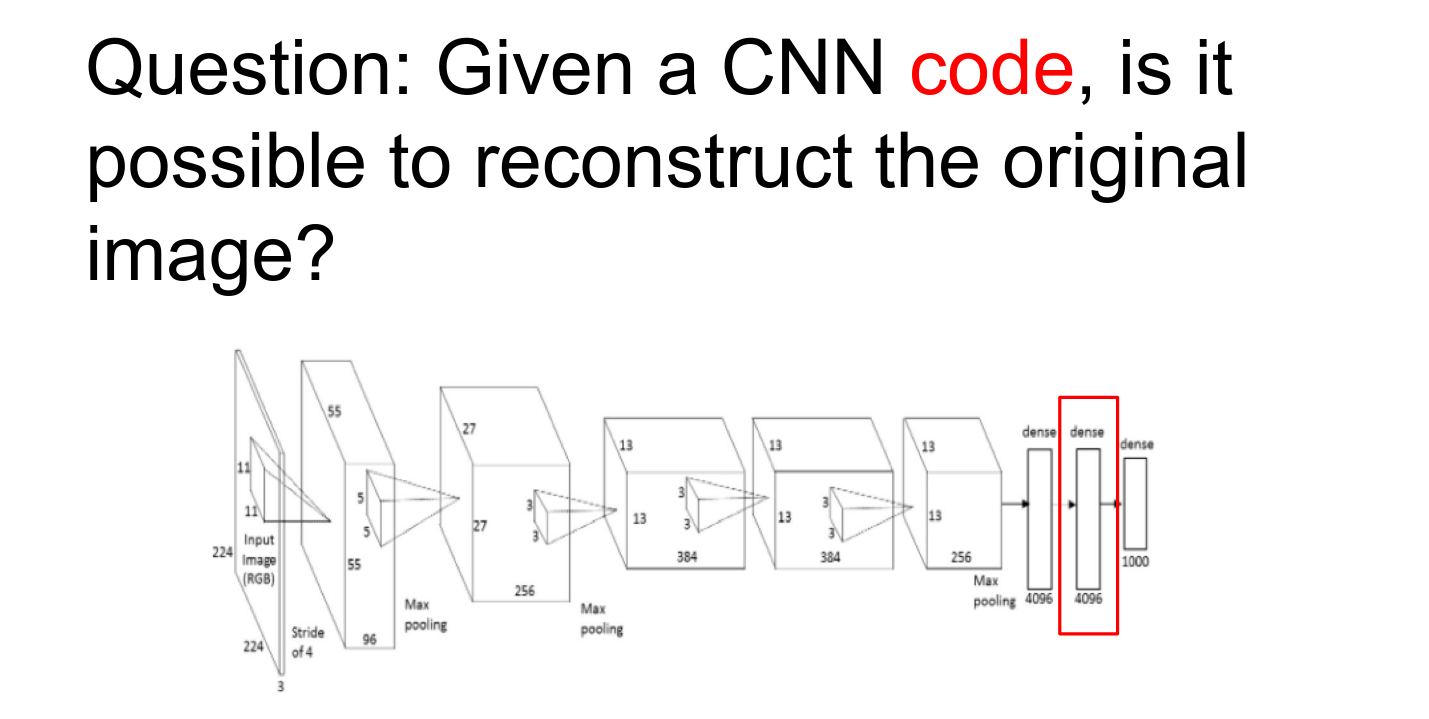 Question: Given a CNN code, is it
possible to reconstruct the original
image?
55
27
13
13
13
dense
dense
dense
11
11
5
5
3
3
3
3
3
3
13
13
13
224
Input
Image
(RGB)
55
27
384
384
256
1000
256
Max
pooling
4096
4096
Max
pooling
Max
pooling
96
Stride
of 4
224
3